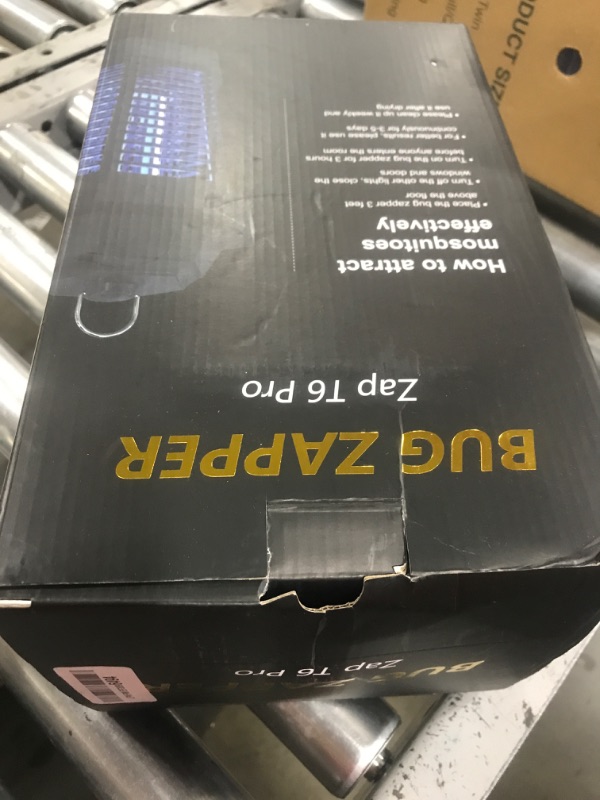 BUG ZAPPER
Zap T6 Pro
How to attract
mosquitoes
effectively
• Place the bug zapper 3 feet
above the floor
• Turn off the other lights, close the
windows and doors
• Turn on the bug zapper for 3 hours
before anyone enters the room
• For better results, please use it
continuously for 3-5 days
• Please clean up it weekly and
use it after drying
Zap T6 Pro
DUCT SIZ
Twin